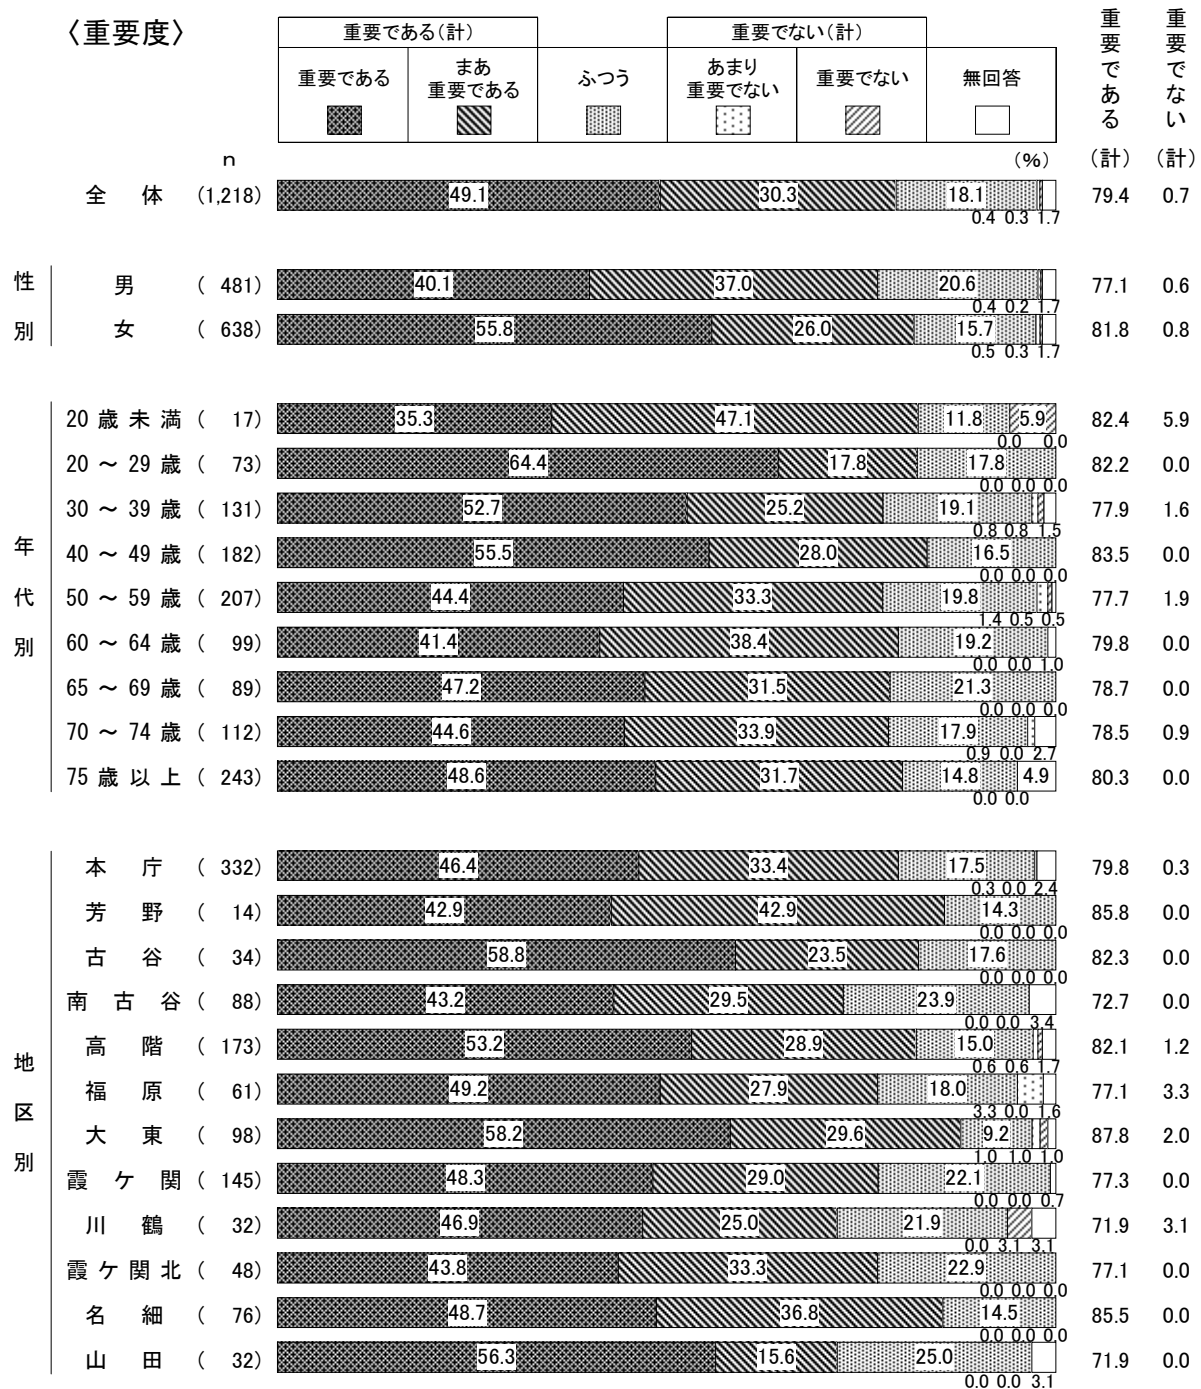 〈重要度〉
重要である(計) 重要でない(計)
重要である まあ重要である ふつう あまり重要でない 重要でない 無回答
重要である(計) 重要でない(計)
n (%)
全体 (1,218) 49.1 30.3 18.1 0.4 0.3 1.7 79.4 0.7
性別
男 ( 481) 40.1 37.0 20.6 0.4 0.2 1.7 77.1 0.6
女 ( 638) 55.8 26.0 15.7 0.5 0.3 1.7 81.8 0.8
年代別
20歳未満 ( 17) 35.3 47.1 11.8 0.0 5.9 0.0 82.4 5.9
20～29歳 ( 73) 64.4 17.8 17.8 0.0 0.0 0.0 82.2 0.0
30～39歳 ( 131) 52.7 25.2 19.1 0.8 0.8 1.5 77.9 1.6
40～49歳 ( 182) 55.5 28.0 16.5 0.0 0.0 0.0 83.5 0.0
50～59歳 ( 207) 44.4 33.3 19.8 1.4 0.5 0.5 77.7 1.9
60～64歳 ( 99) 41.4 38.4 19.2 0.0 0.0 1.0 79.8 0.0
65～69歳 ( 89) 47.2 31.5 21.3 0.0 0.0 0.0 78.7 0.0
70～74歳 ( 112) 44.6 33.9 17.9 0.9 0.0 2.7 78.5 0.9
75歳以上 ( 243) 48.6 31.7 14.8 0.0 0.0 4.9 80.3 0.0
地区別
本庁 ( 332) 46.4 33.4 17.5 0.3 0.0 2.4 79.8 0.3
芳野 ( 14) 42.9 42.9 14.3 0.0 0.0 0.0 85.8 0.0
古谷 ( 34) 58.8 23.5 17.6 0.0 0.0 0.0 82.3 0.0
南古谷 ( 88) 43.2 29.5 23.9 0.0 0.0 3.4 72.7 0.0
高階 ( 173) 53.2 28.9 15.0 0.6 0.6 1.7 82.1 1.2
福原 ( 61) 49.2 27.9 18.0 3.3 0.0 1.6 77.1 3.3
大東 ( 98) 58.2 29.6 9.2 1.0 1.0 1.0 87.8 2.0
霞ケ関 ( 145) 48.3 29.0 22.1 0.0 0.0 0.7 77.3 0.0
川鶴 ( 32) 46.9 25.0 21.9 0.0 3.1 3.1 71.9 3.1
霞ケ関北 ( 48) 43.8 33.3 22.9 0.0 0.0 0.0 77.1 0.0
名細 ( 76) 48.7 36.8 14.5 0.0 0.0 0.0 85.5 0.0
山田 ( 32) 56.3 15.6 25.0 0.0 0.0 3.1 71.9 0.0